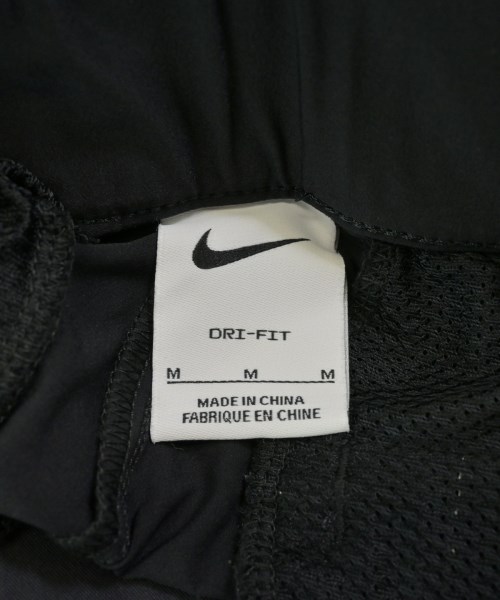 DRI-FIT
M M M
MADE IN CHINA
FABRIQUE EN CHINE